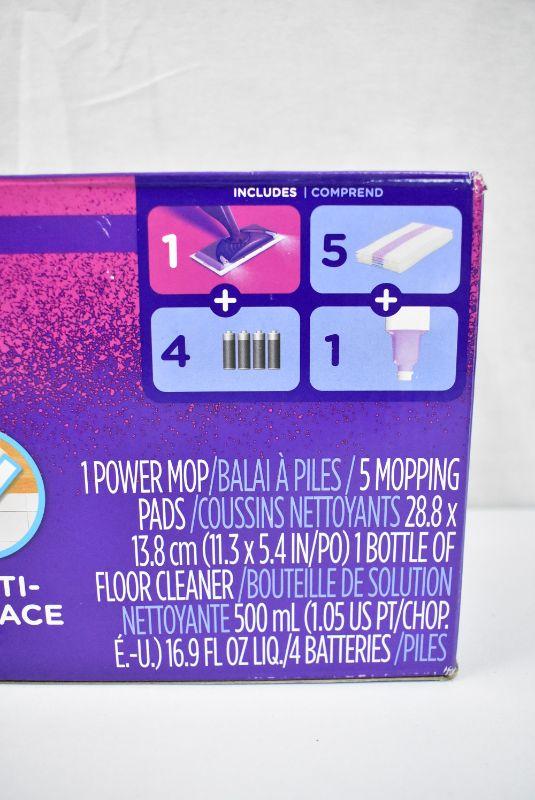 INCLUDES | COMPREND
1
5
+
+
4
1
1 POWER MOP/BALAI À PILES / 5 MOPPING
PADS /COUSSINS NETTOYANTS 28.8 x
13.8 cm (11.3 x 5.4 IN/PO) 1 BOTTLE OF
FLOOR CLEANER /BOUTEILLE DE SOLUTION
NETTOYANTE 500 mL (1.05 US PT/CHOP.
É.-U.) 16.9 FL OZ LIQ./4 BATTERIES /PILES
TI-
ACE